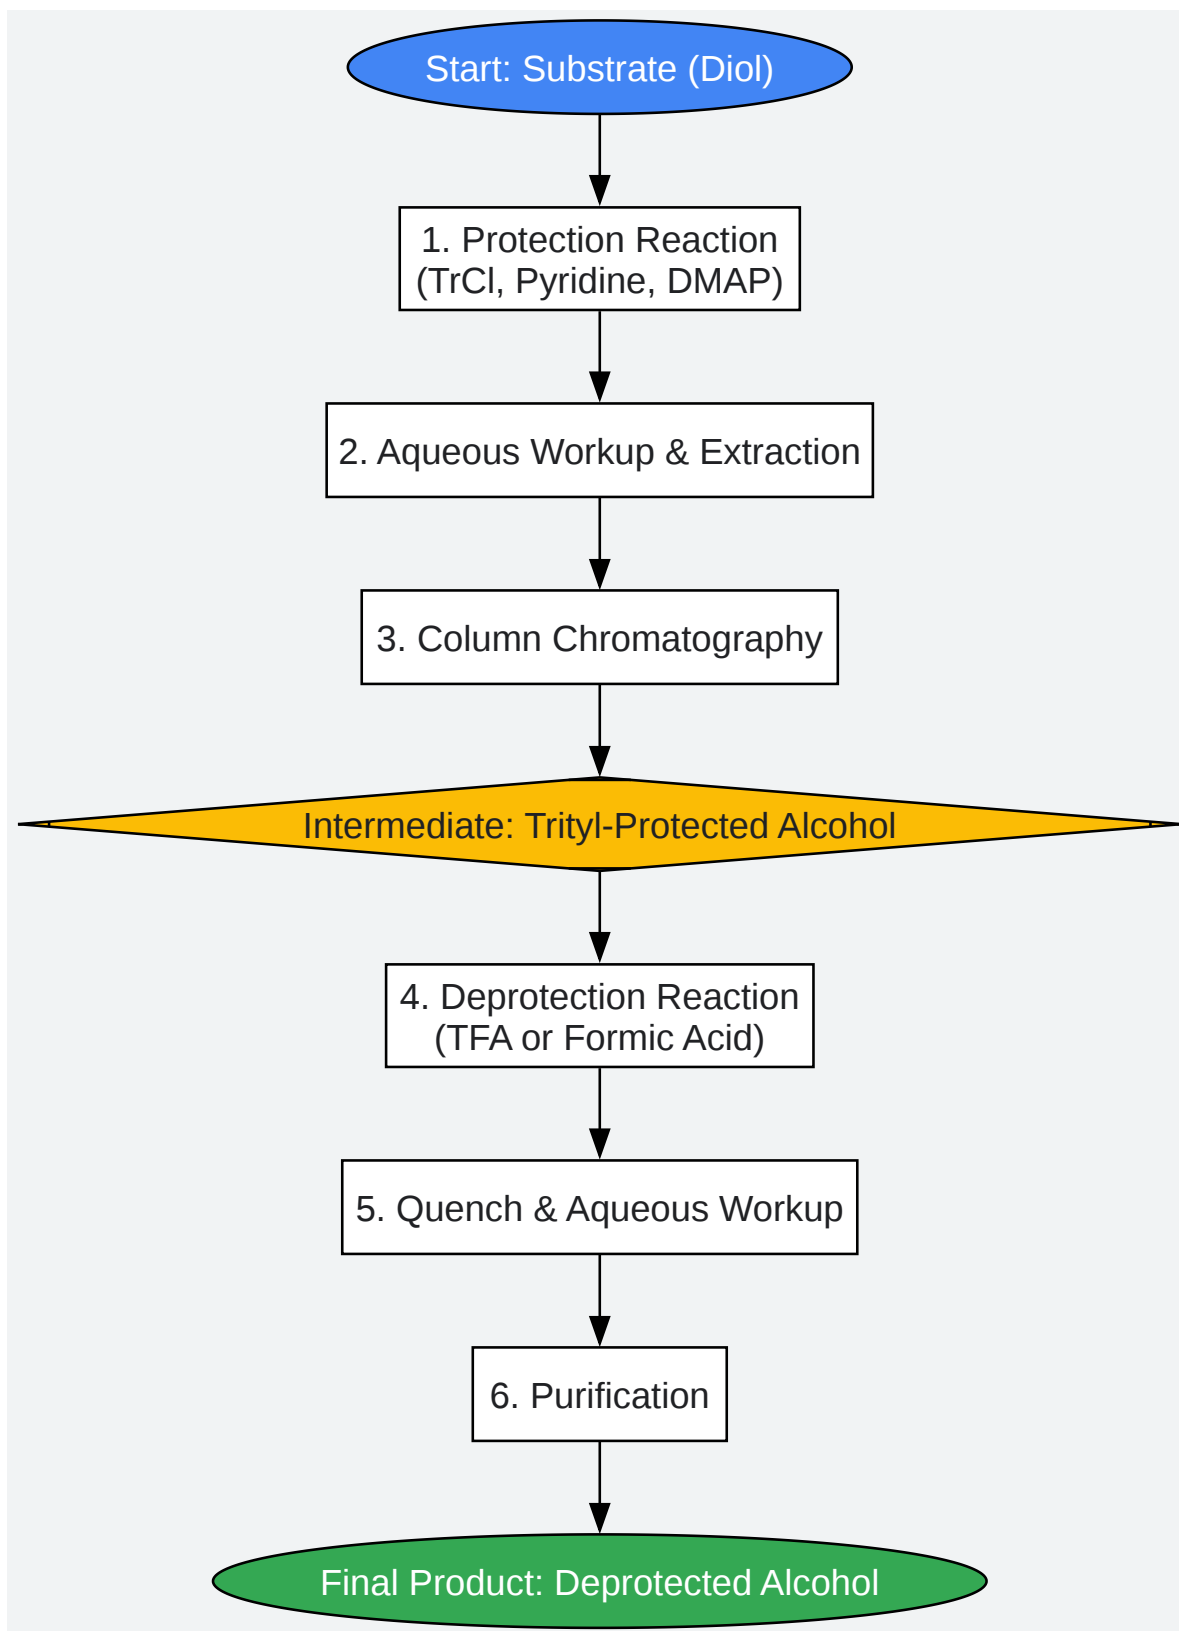 Start: Substrate (Diol)
1. Protection Reaction
(TrCl, Pyridine, DMAP)
2. Aqueous Workup & Extraction
3. Column Chromatography
Intermediate: Trityl-Protected Alcohol
4. Deprotection Reaction
(TFA or Formic Acid)
5. Quench & Aqueous Workup
6. Purification
Final Product: Deprotected Alcohol